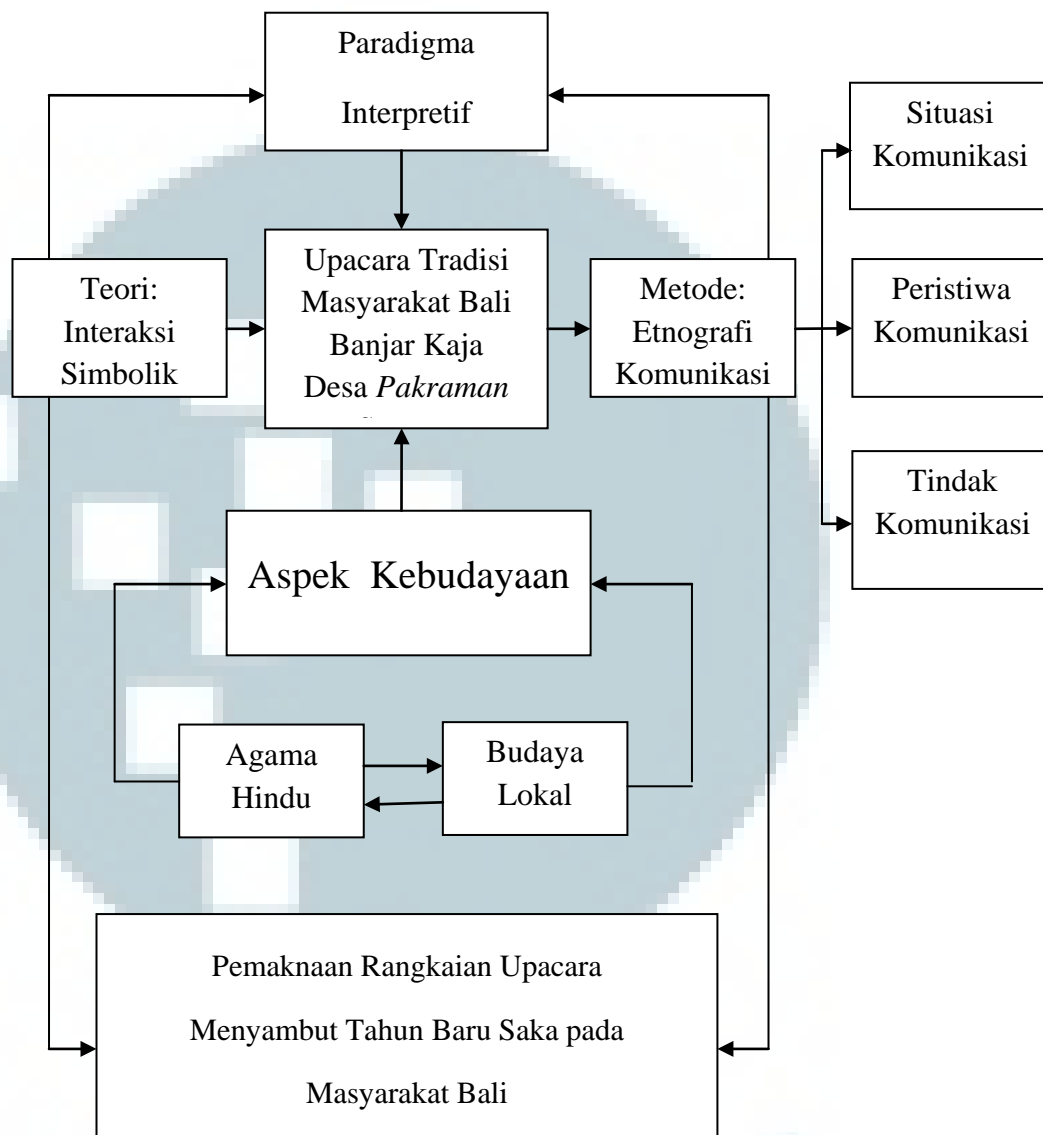 Paradigma
Interpretif
Situasi
Komunikasi
Teori:
Interaksi
Simbolik
Upacara Tradisi
Masyarakat Bali
Banjar Kaja
Desa Pakraman
Metode:
Etnografi
Komunikasi
Peristiwa
Komunikasi
Tindak
Komunikasi
Aspek Kebudayaan
Agama
Hindu
Budaya
Lokal
Pemaknaan Rangkaian Upacara
Menyambut Tahun Baru Saka pada
Masyarakat Bali